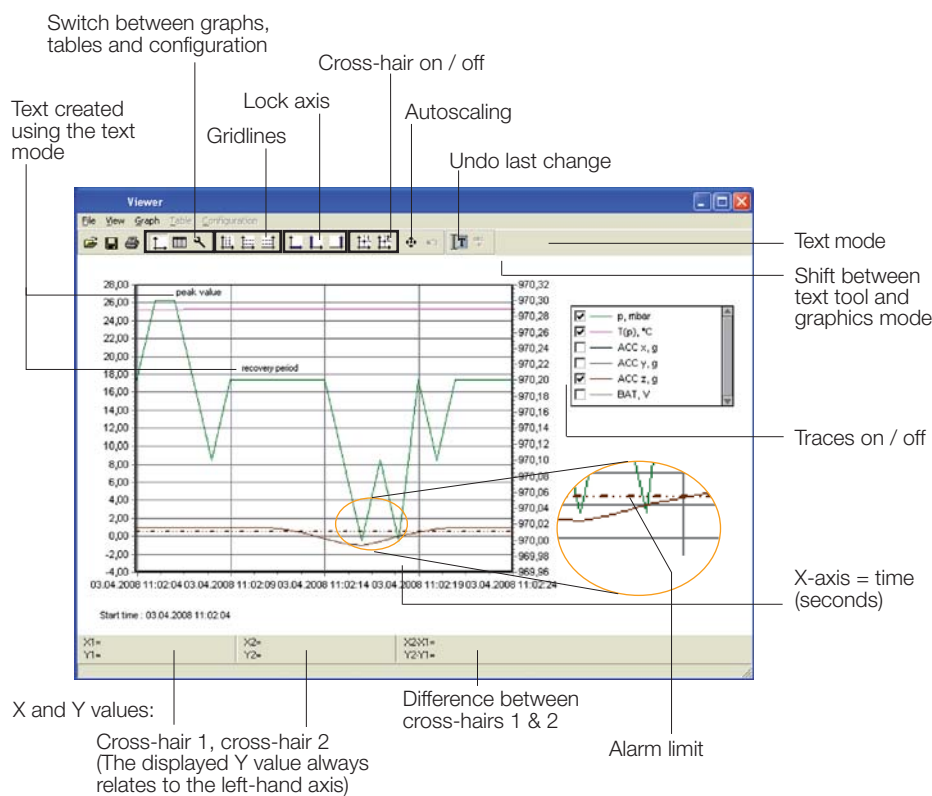 Switch between graphs,
tables and configuration
Cross-hair on / off
Text created
using the text
mode
Lock axis
Autoscaling
Gridlines
Undo last change
Viewer
File View Graph Table Configuration
Text mode
Shift between
text tool and
graphics mode
28,00
26,00
24,00
22,00
20,00
18,00
16,00
14,00
12,00
10,00
8,00
6,00
4,00
2,00
0,00
-2,00
-4,00
peak value
recovery period
970,32
970,30
970,28
970,26
970,24
970,22
970,20
970,18
970,16
970,14
970,12
970,10
970,08
970,06
970,04
970,02
970,00
969,98
969,96
p, mbar
T(p), °C
ACC x, g
ACC y, g
ACC z, g
BAT, V
Traces on / off
03.04.2008 11:02:04 03.04.2008 11:02:09 03.04.2008 11:02:14 03.04.2008 11:02:19 03.04.2008 11:02:24
X-axis = time
(seconds)
Start time : 03.04.2008 11:02:04
X1= X2= X2-X1=
Y1= Y2= Y2-Y1=
X and Y values:
Difference between
cross-hairs 1 & 2
Cross-hair 1, cross-hair 2
(The displayed Y value always
relates to the left-hand axis)
Alarm limit